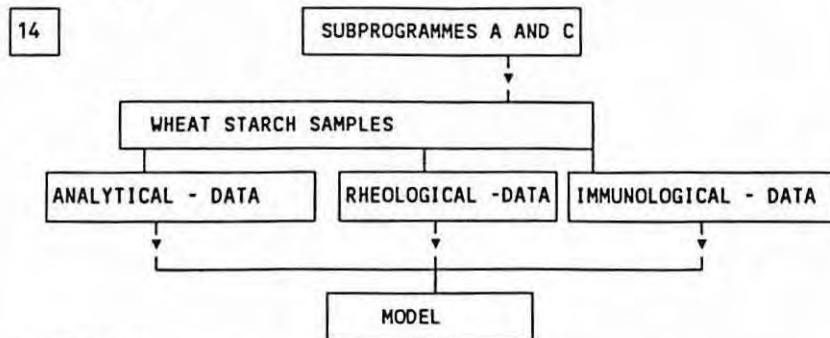 14
SUBPROGRAMMES A AND C
WHEAT STARCH SAMPLES
ANALYTICAL - DATA
RHEOLOGICAL -DATA
IMMUNOLOGICAL - DATA
MODEL